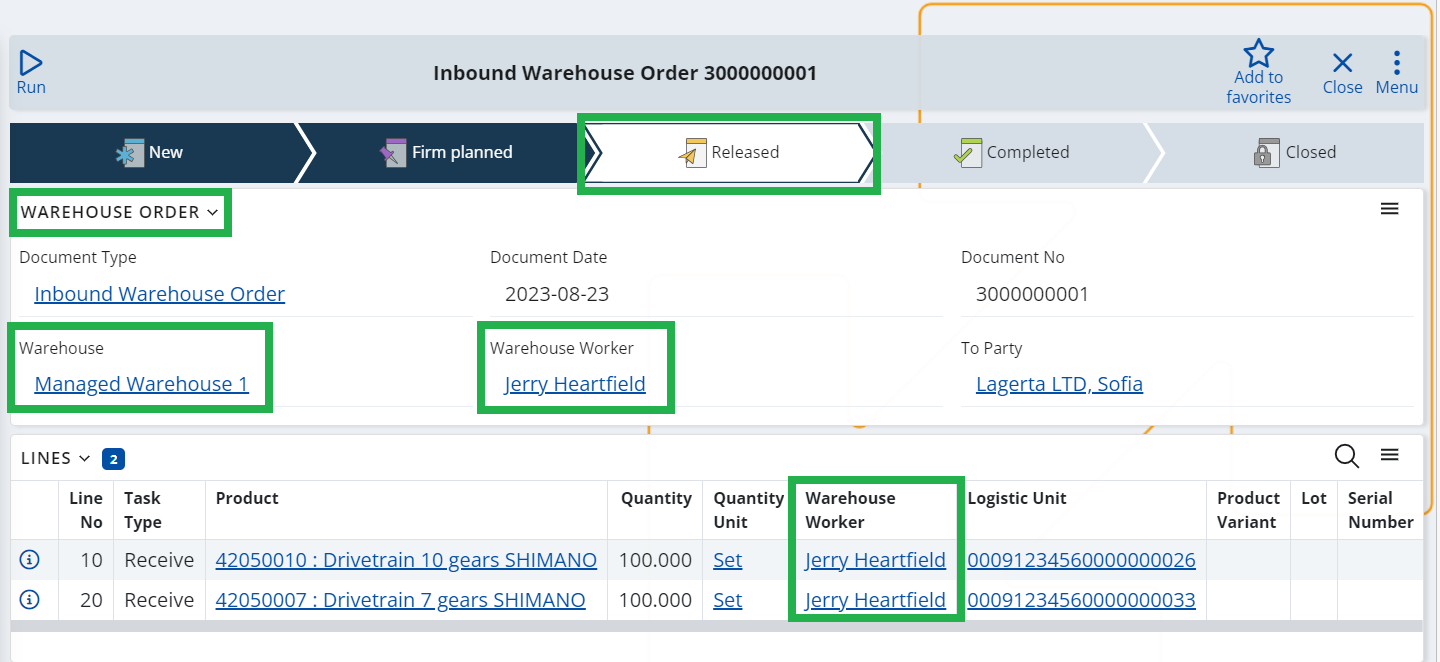 Run
Inbound Warehouse Order 3000000001
Add to
favorites
Close
Menu
New
Firm planned
Released
Completed
Closed
WAREHOUSE ORDER
Document Type
Document Date
Document No
Inbound Warehouse Order
2023-08-23
3000000001
Warehouse
Warehouse Worker
To Party
Managed Warehouse 1
Jerry Heartfield
Lagerta LTD, Sofia
LINES 2
Line No
Task Type
Product
Quantity
Quantity Unit
Warehouse Worker
Logistic Unit
Product Variant
Lot
Serial Number
10 Receive 42050010 : Drivetrain 10 gears SHIMANO 100.000 Set Jerry Heartfield 00091234560000000026
20 Receive 42050007 : Drivetrain 7 gears SHIMANO 100.000 Set Jerry Heartfield 00091234560000000033